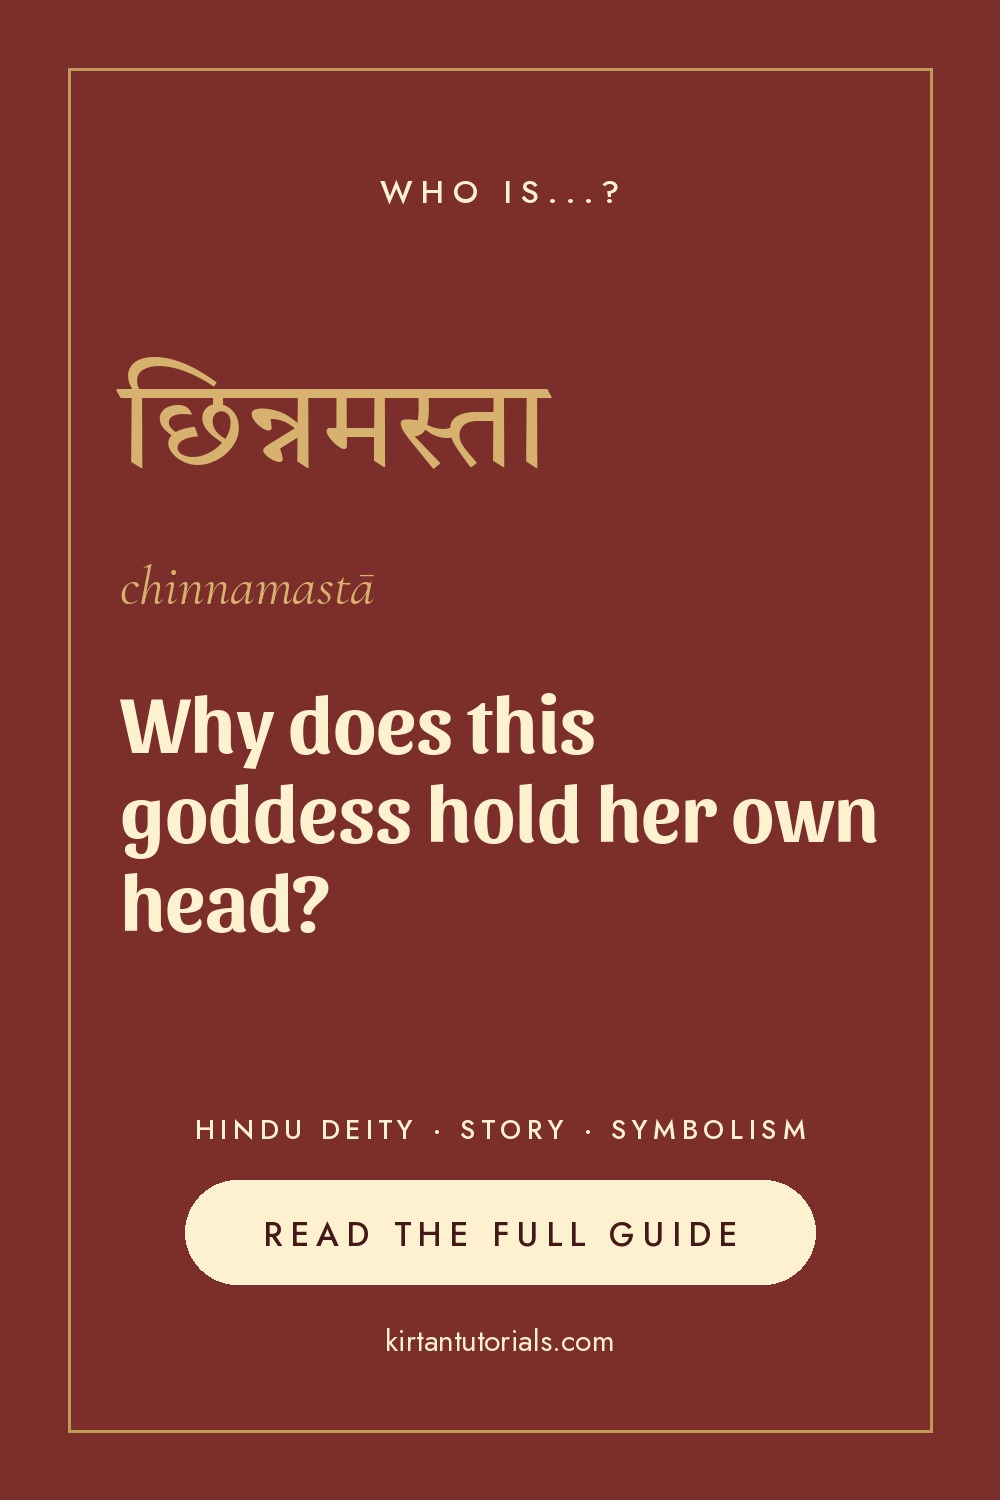 WHO IS...?
छिन्नमस्ता
chinnamastā
Why does this
goddess hold her own
head?
HINDU DEITY · STORY · SYMBOLISM
READ THE FULL GUIDE
kirtantutorials.com